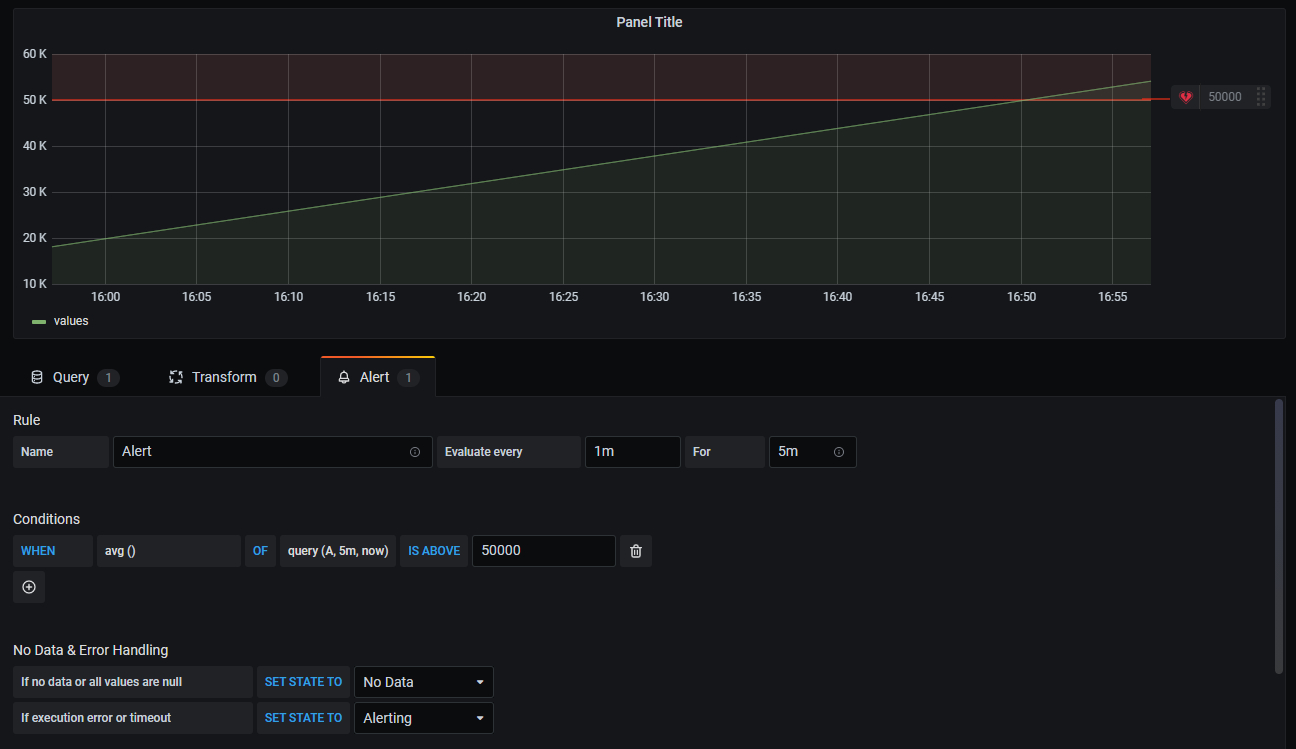 Panel Title
60 K
50 K
50000
40 K
30 K
20 K
10 K
16:00 16:05 16:10 16:15 16:20 16:25 16:30 16:35 16:40 16:45 16:50 16:55
values
Query 1 Transform 0 Alert 1
Rule
Name Alert Evaluate every 1m For 5m
Conditions
WHEN avg () OF query (A, 5m, now) IS ABOVE 50000
No Data & Error Handling
If no data or all values are null SET STATE TO No Data
If execution error or timeout SET STATE TO Alerting